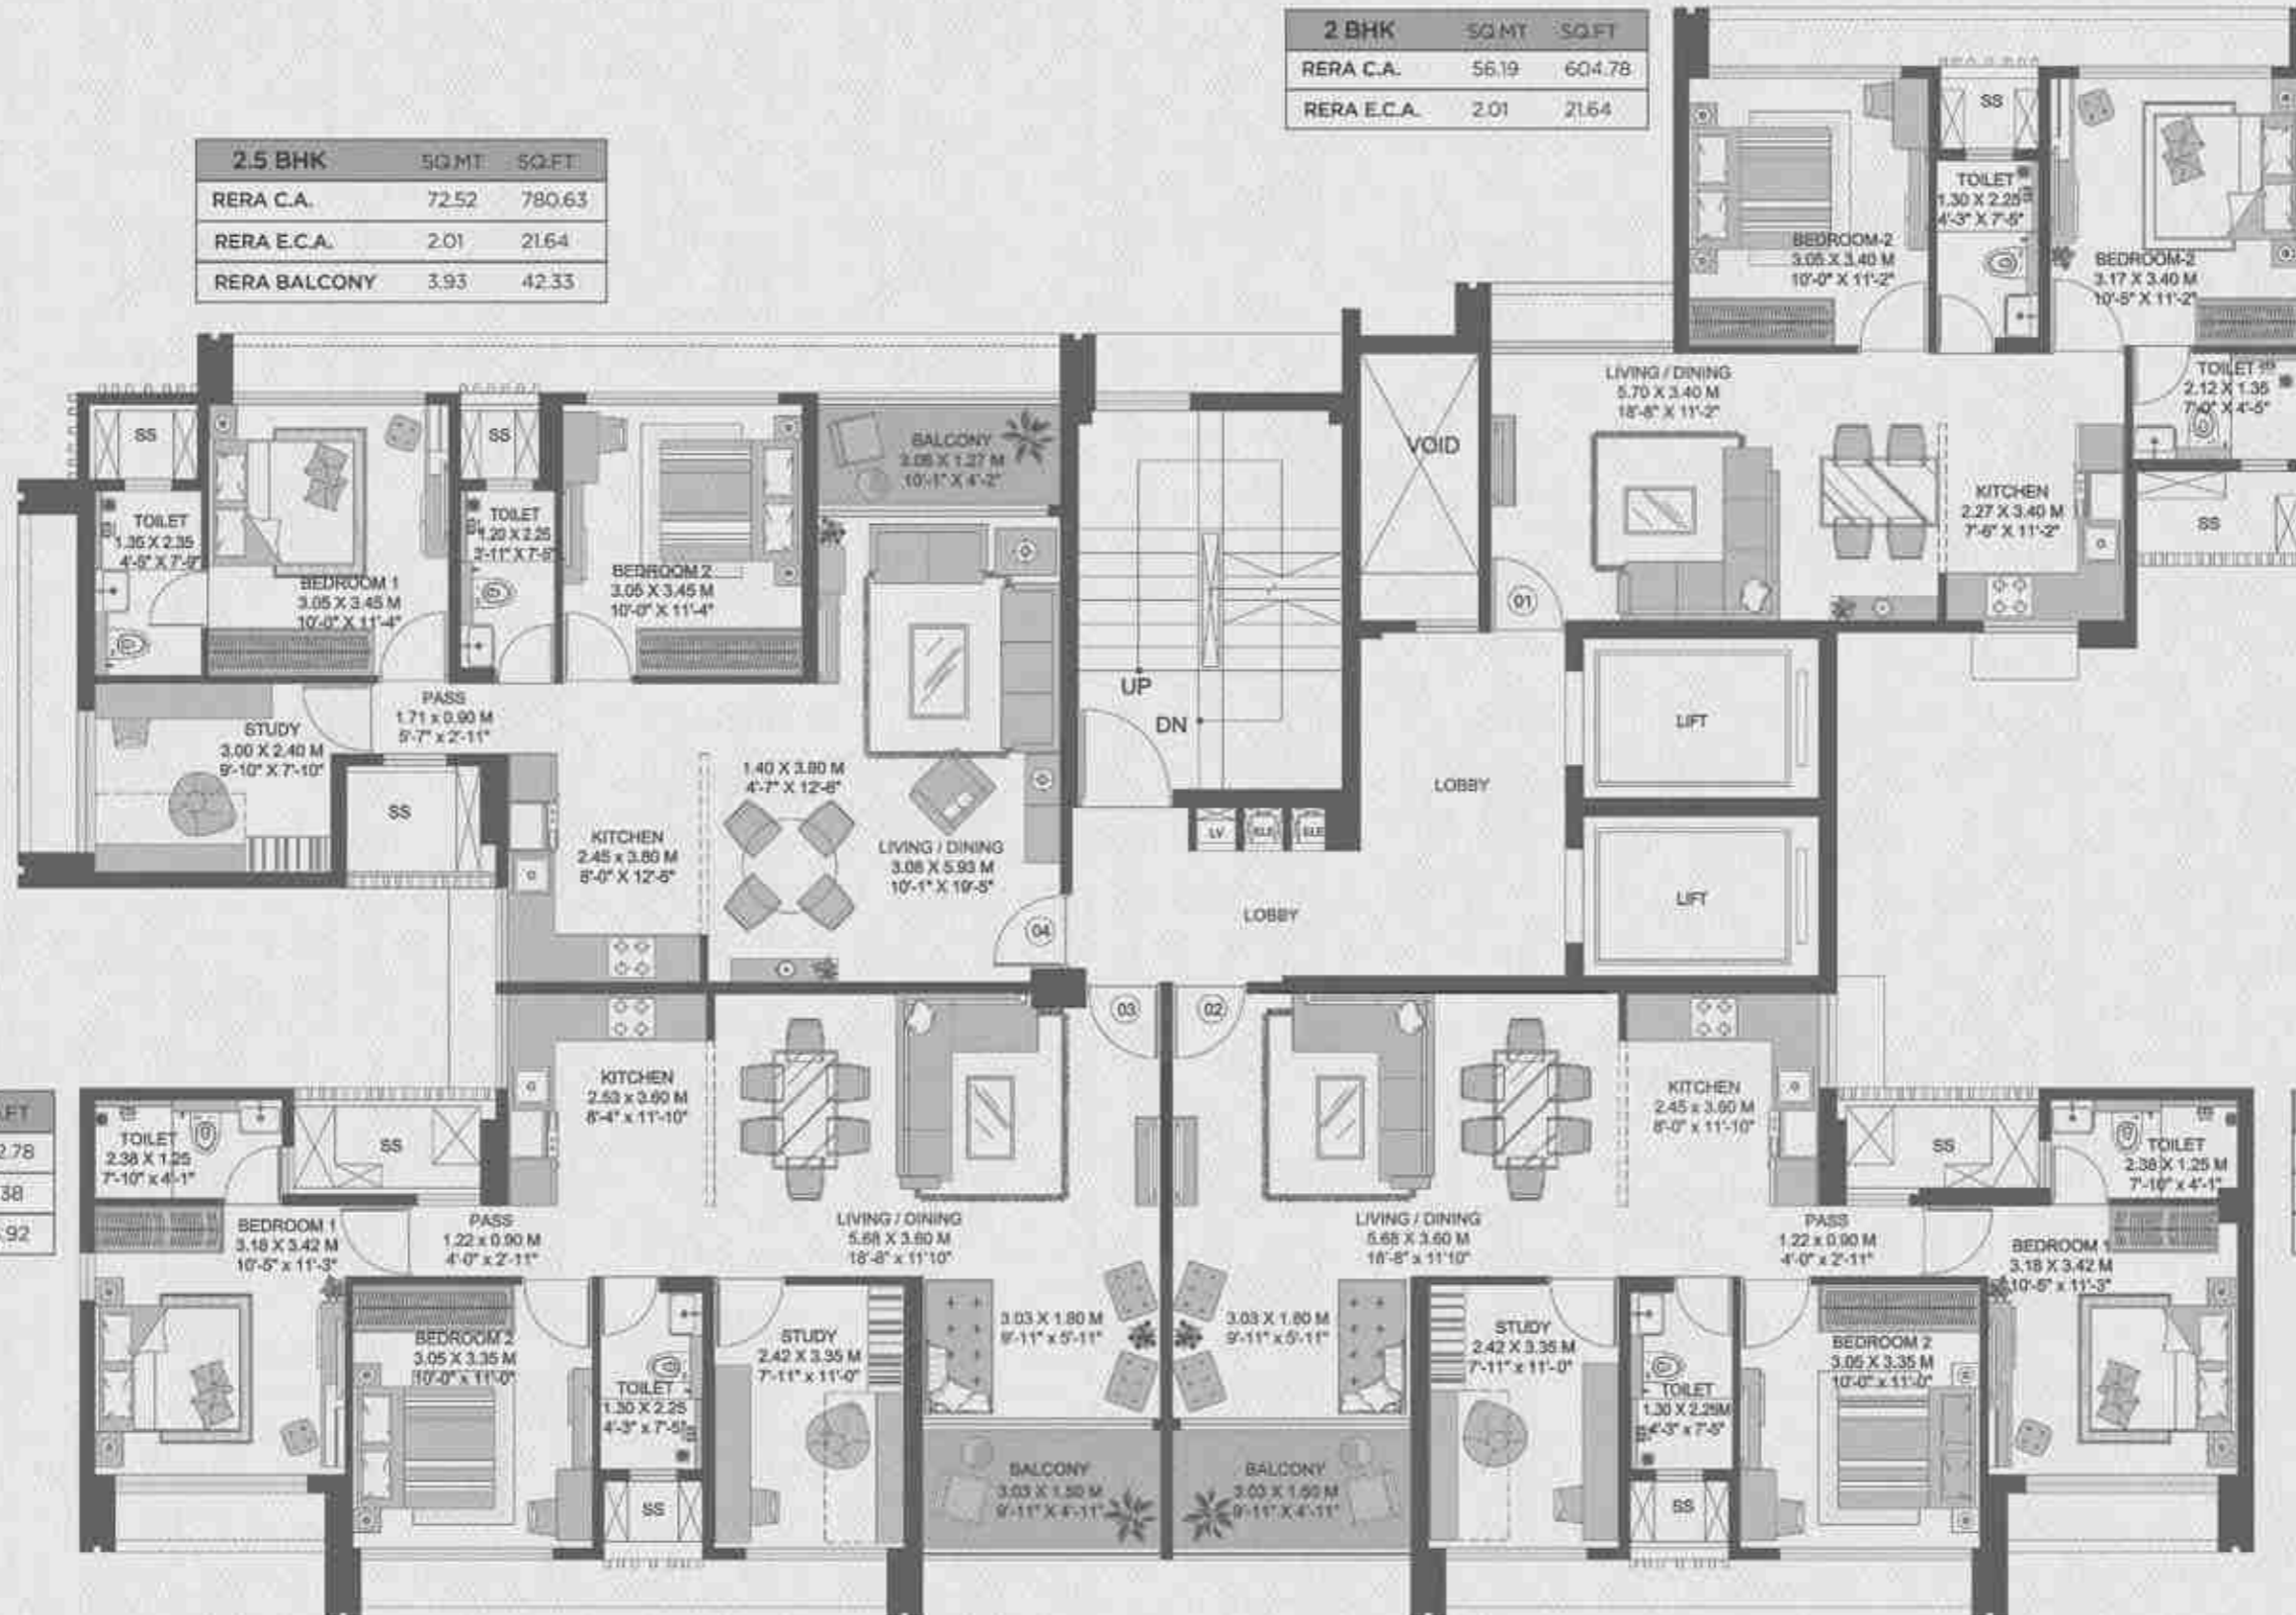 2 BHK SQ.MT SQ.FT
RERA C.A. 56.19 604.78
RERA E.C.A. 2.01 21.64
2.5 BHK SQ.MT SQ.FT
RERA C.A. 72.52 780.63
RERA E.C.A. 2.01 21.64
RERA BALCONY 3.93 42.33
SS
TOILET
1.30 X 2.25
4'-3" X 7'-5"
BEDROOM-2
3.05 X 3.40 M
10'-0" X 11'-2"
BEDROOM-2
3.17 X 3.40 M
10'-5" X 11'-2"
LIVING / DINING
5.70 X 3.40 M
18'-8" X 11'-2"
TOILET
2.12 X 1.35
7'-0" X 4'-5"
VOID
KITCHEN
2.27 X 3.40 M
7'-6" X 11'-2"
SS
01
SS
SS
BALCONY
3.08 X 1.27 M
10'-1" X 4'-2"
TOILET
1.35 X 2.35
4'-5" X 7'-9"
TOILET
1.20 X 2.25
3'-11" X 7'-5"
BEDROOM 1
3.05 X 3.45 M
10'-0" X 11'-4"
BEDROOM 2
3.05 X 3.45 M
10'-0" X 11'-4"
UP
DN
PASS
1.71 x 0.90 M
5'-7" x 2'-11"
STUDY
3.00 X 2.40 M
9'-10" X 7'-10"
SS
1.40 X 3.80 M
4'-7" X 12'-6"
KITCHEN
2.45 x 3.80 M
8'-0" X 12'-6"
LIVING / DINING
3.08 X 5.93 M
10'-1" X 19'-5"
04
LV
ELE
ELE
LOBBY
LOBBY
LIFT
LIFT
03
02
.FT
2.78
38
.92
TOILET
2.38 X 1.25
7'-10" x 4'-1"
SS
KITCHEN
2.53 x 3.60 M
8'-4" x 11'-10"
KITCHEN
2.45 x 3.60 M
8'-0" x 11'-10"
SS
TOILET
2.38 X 1.25 M
7'-10" x 4'-1"
BEDROOM 1
3.18 X 3.42 M
10'-5" x 11'-3"
PASS
1.22 x 0.90 M
4'-0" x 2'-11"
LIVING / DINING
5.68 X 3.60 M
18'-8" x 11'10"
LIVING / DINING
5.68 X 3.60 M
18'-8" x 11'10"
PASS
1.22 x 0.90 M
4'-0" x 2'-11"
BEDROOM 1
3.18 X 3.42 M
10'-5" x 11'-3"
BEDROOM 2
3.05 X 3.35 M
10'-0" x 11'-0"
TOILET
1.30 X 2.25
4'-3" x 7'-5"
STUDY
2.42 X 3.35 M
7'-11" x 11'-0"
3.03 X 1.80 M
9'-11" x 5'-11"
3.03 X 1.80 M
9'-11" x 5'-11"
STUDY
2.42 X 3.35 M
7'-11" x 11'-0"
TOILET
1.30 X 2.25M
4'-3" x 7'-5"
BEDROOM 2
3.05 X 3.35 M
10'-0" x 11'-0"
SS
BALCONY
3.03 X 1.50 M
9'-11" X 4'-11"
BALCONY
3.03 X 1.50 M
9'-11" X 4'-11"
SS